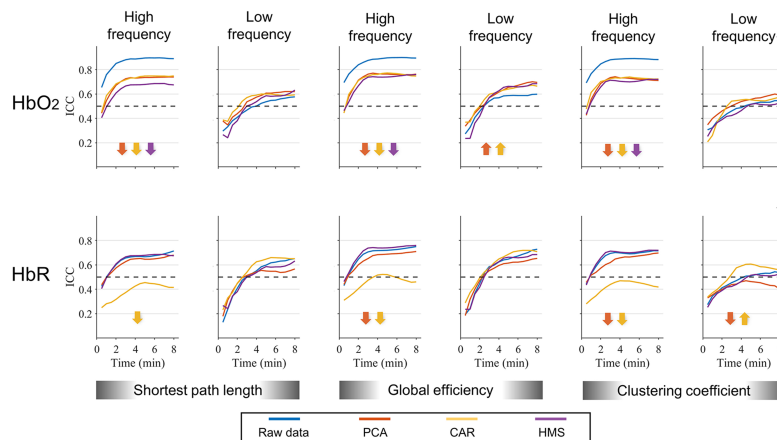 High frequency
Low frequency
High frequency
Low frequency
High frequency
Low frequency
HbO2
ICC
0.8
0.6
0.4
0.2
HbR
ICC
0.8
0.6
0.4
0.2
0 2 4 6 8
0 2 4 6 8
0 2 4 6 8
0 2 4 6 8
0 2 4 6 8
0 2 4 6
Time (min)
Time (min)
Time (min)
Time (min)
Time (min)
Time (min)
Shortest path length
Global efficiency
Clustering coefficient
Raw data
PCA
CAR
HMS